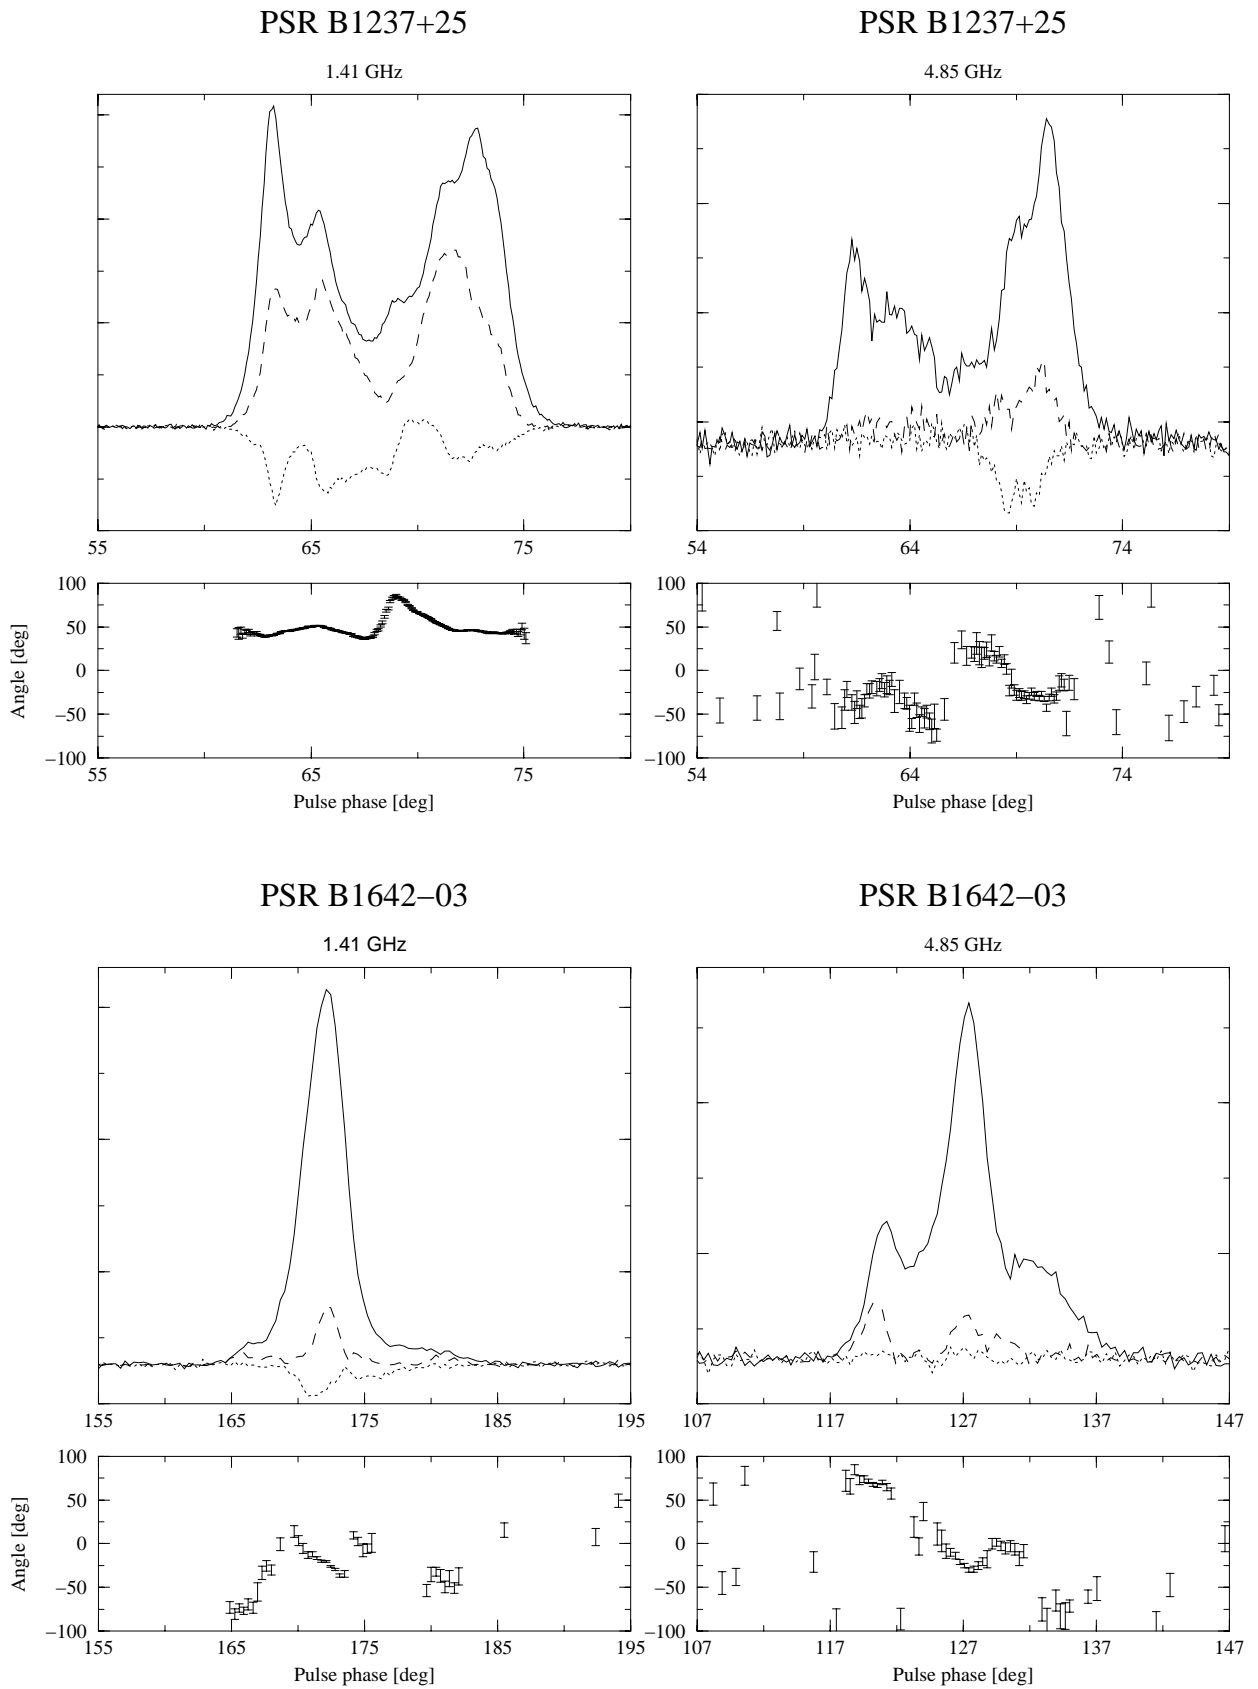 PSR B1237+25 PSR B1237+25
1.41 GHz 4.85 GHz
55 65 75 54 64 74
100 100
50 50
0 0
−50 −50
−100 −100
Angle [deg]
55 65 75 54 64 74
Pulse phase [deg] Pulse phase [deg]
PSR B1642−03 PSR B1642−03
1.41 GHz 4.85 GHz
155 165 175 185 195 107 117 127 137 147
100 100
50 50
0 0
−50 −50
−100 −100
Angle [deg]
155 165 175 185 195 107 117 127 137 147
Pulse phase [deg] Pulse phase [deg]